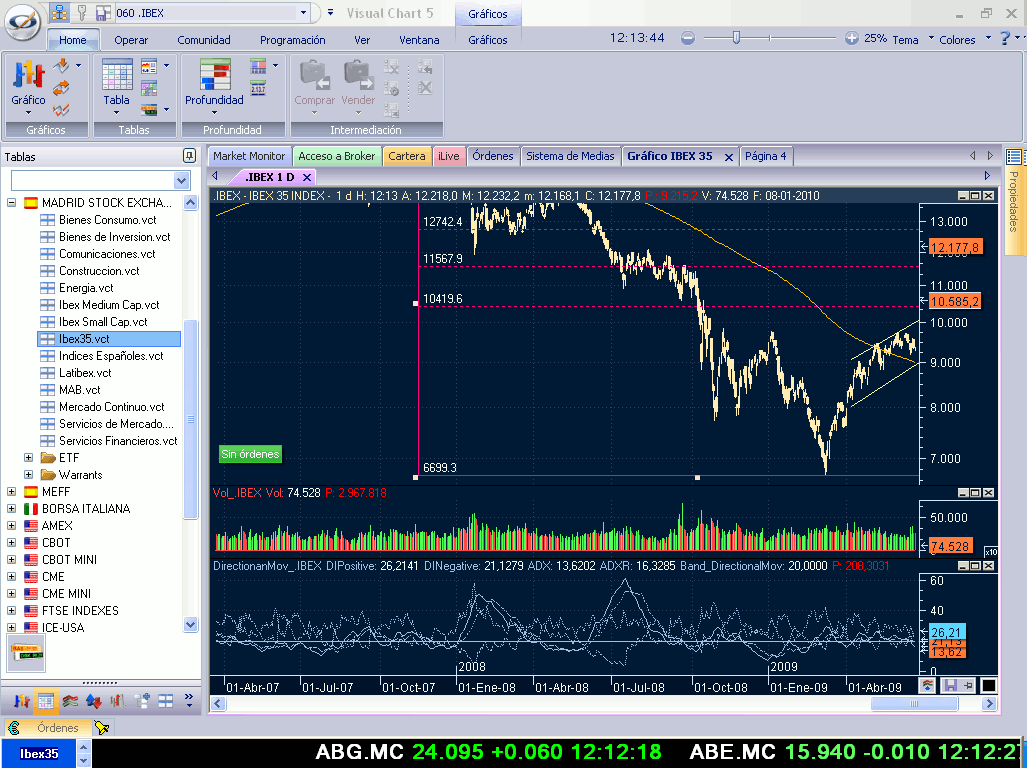 060 .IBEX
Visual Chart 5
Gráficos
Home Operar Comunidad Programación Ver Ventana Gráficos
12:13:44 25% Tema Colores
Gráfico
Tabla
Profundidad
Comprar Vender
Gráficos Tablas Profundidad Intermediación
Tablas
MADRID STOCK EXCHA...
Bienes Consumo.vct
Bienes de Inversion.vct
Comunicaciones.vct
Construccion.vct
Energia.vct
Ibex Medium Cap.vct
Ibex Small Cap.vct
Ibex35.vct
Indices Españoles.vct
Latibex.vct
MAB.vct
Mercado Continuo.vct
Servicios de Mercado....
Servicios Financieros.vct
ETF
Warrants
MEFF
BORSA ITALIANA
AMEX
CBOT
CBOT MINI
CME
CME MINI
FTSE INDEXES
ICE-USA
Market Monitor Acceso a Broker Cartera iLive Órdenes Sistema de Medias Gráfico IBEX 35 Página 4
.IBEX 1 D
.IBEX - IBEX 35 INDEX - 1 d H: 12:13 A: 12.218,0 M: 12.232,2 m: 12.168,1 C: 12.177,8 P: 9.215,2 V: 74.528 F: 08-01-2010
12742.4
11567.9
10419.6
6699.3
Sin órdenes
13.000
12.177,8
12.000
11.000
10.585,2
10.000
9.000
8.000
7.000
Vol_.IBEX Vol: 74.528 P: 2.967.818
50.000
74.528
x10
DirectionanMov_.IBEX DIPositive: 26,2141 DINegative: 21,1279 ADX: 13,6202 ADXR: 16,3285 Band_DirectionalMov: 20,0000 P: 208,3031
60
40
26,21
21,13
13,62
0
2008 2009
01-Abr-07 01-Jul-07 01-Oct-07 01-Ene-08 01-Abr-08 01-Jul-08 01-Oct-08 01-Ene-09 01-Abr-09
Propiedades
Órdenes
Ibex35
ABG.MC 24.095 +0.060 12:12:18 ABE.MC 15.940 -0.010 12:12:2